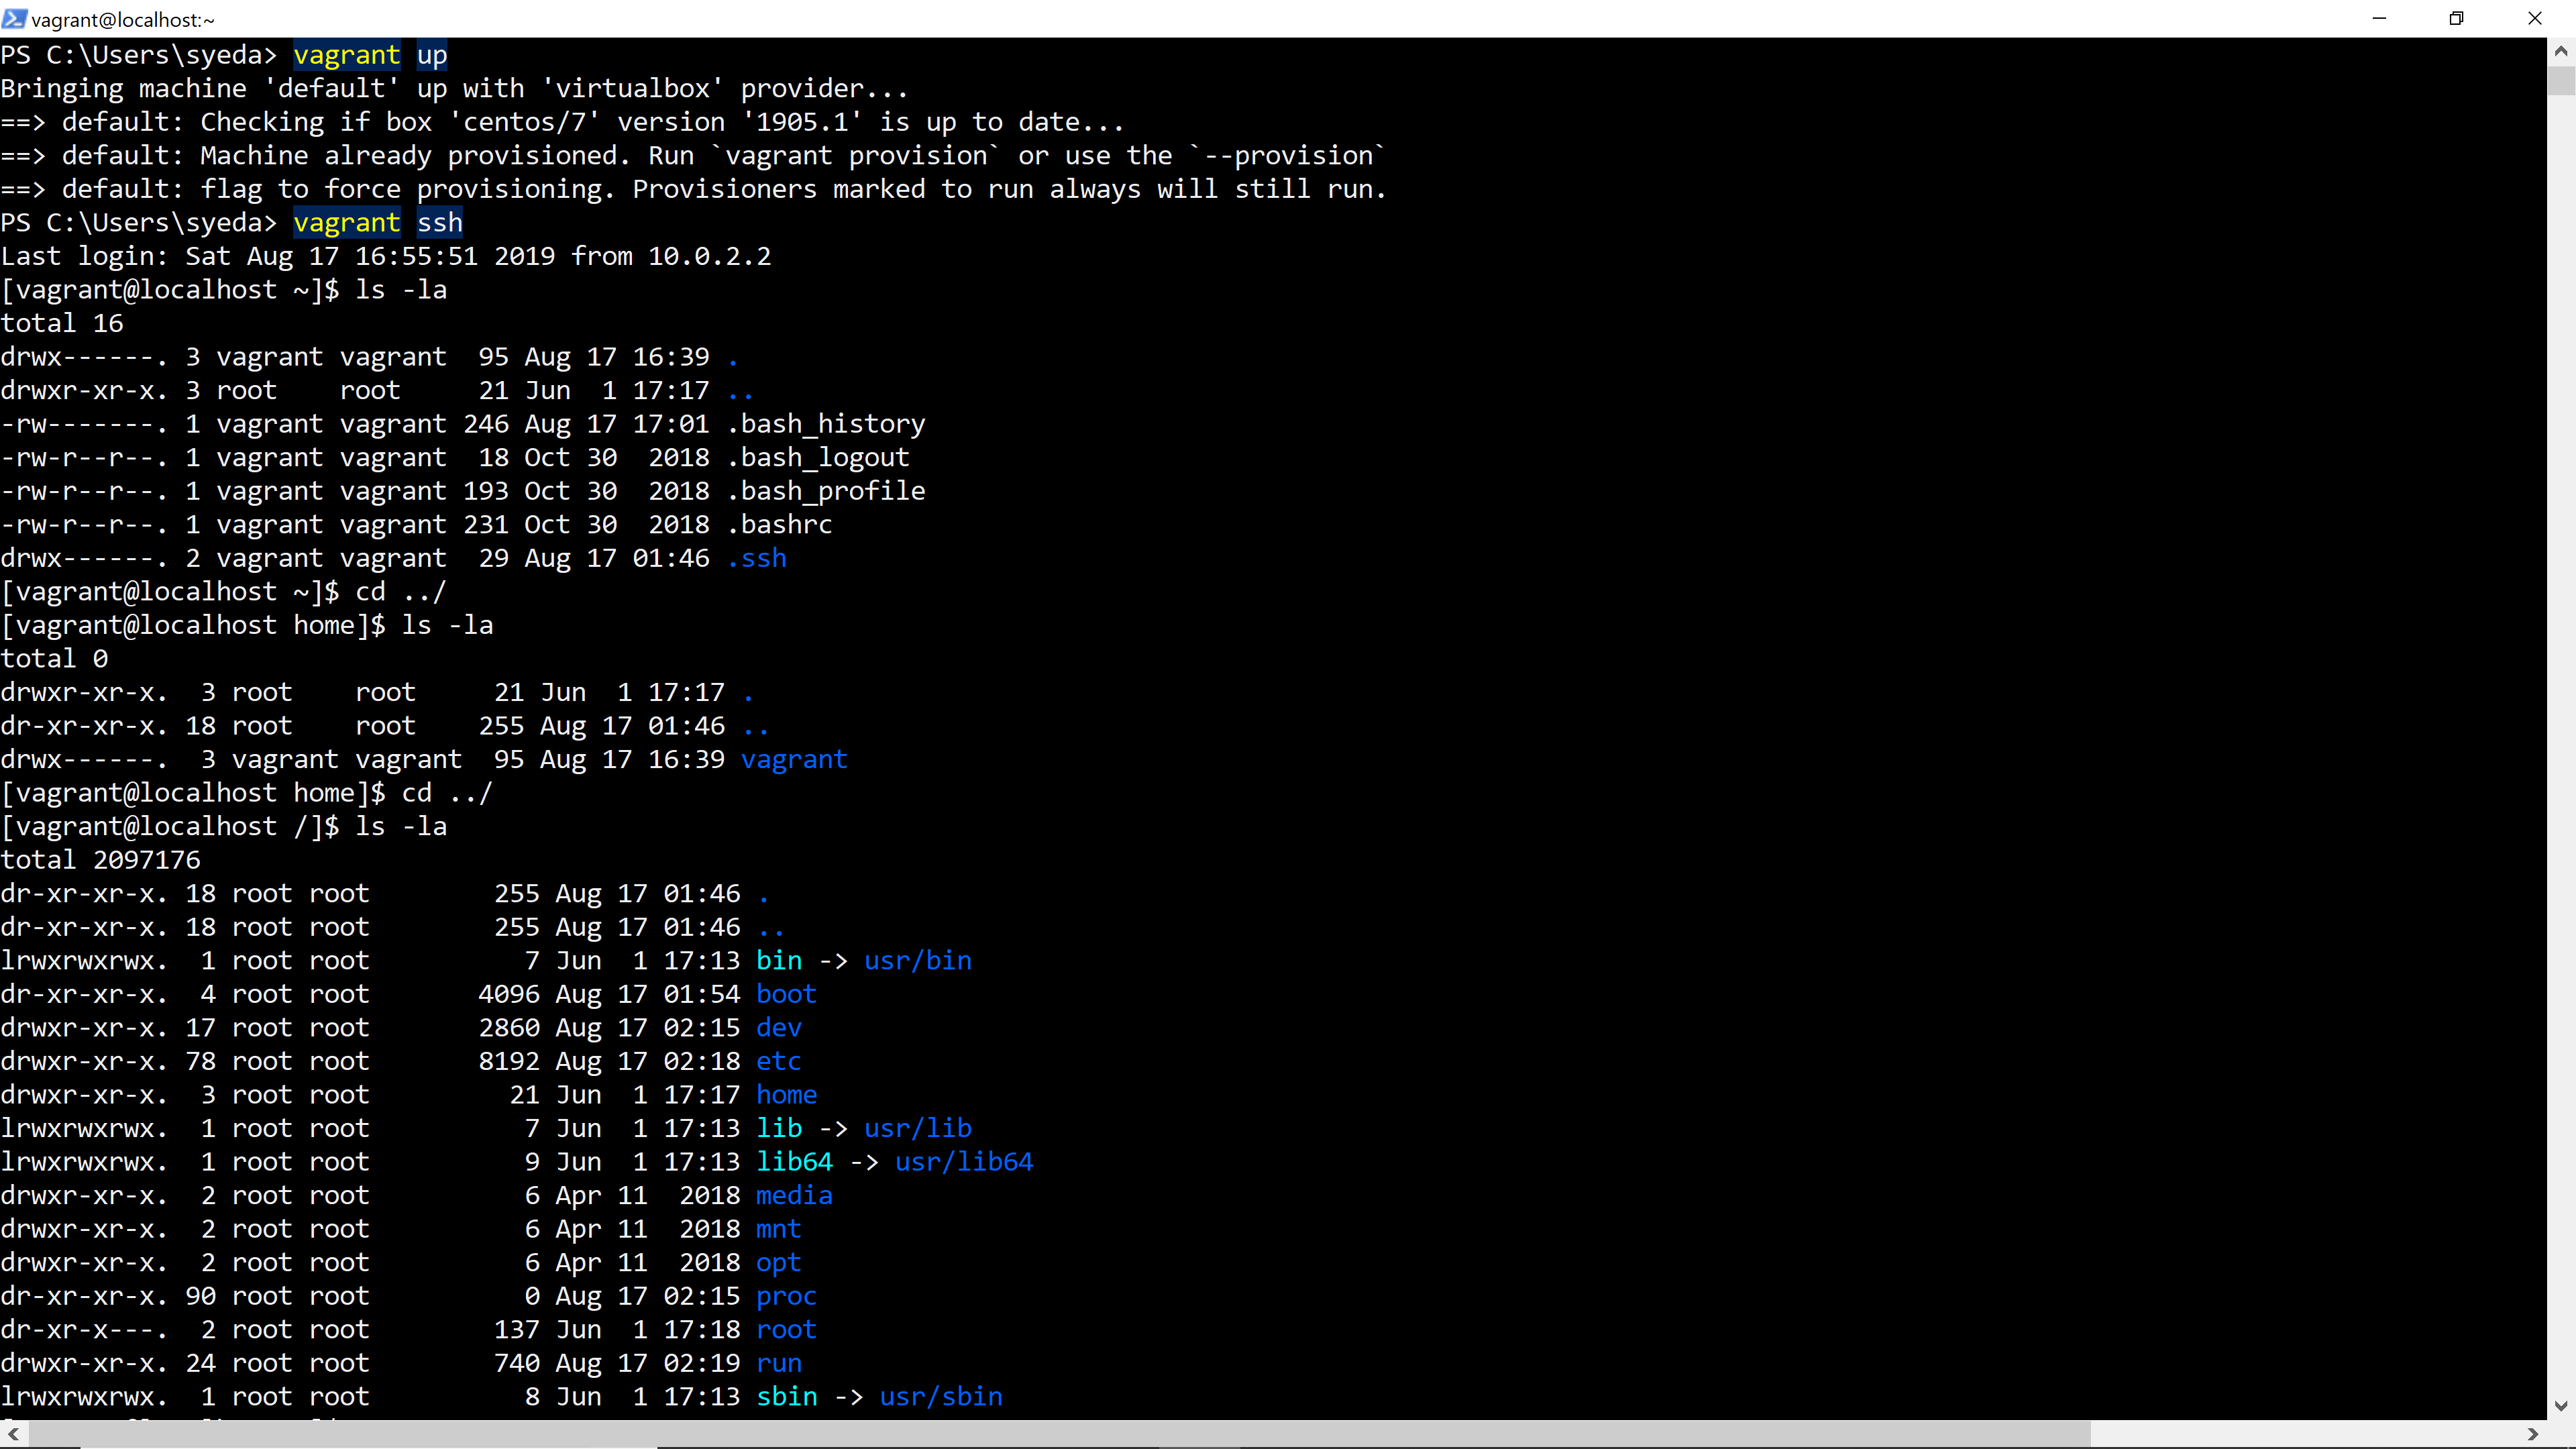 vagrant@localhost:~
PS C:\Users\syeda> vagrant up
Bringing machine 'default' up with 'virtualbox' provider...
==> default: Checking if box 'centos/7' version '1905.1' is up to date...
==> default: Machine already provisioned. Run `vagrant provision` or use the `--provision`
==> default: flag to force provisioning. Provisioners marked to run always will still run.
PS C:\Users\syeda> vagrant ssh
Last login: Sat Aug 17 16:55:51 2019 from 10.0.2.2
[vagrant@localhost ~]$ ls -la
total 16
drwx------. 3 vagrant vagrant  95 Aug 17 16:39 .
drwxr-xr-x. 3 root    root     21 Jun  1 17:17 ..
-rw-------. 1 vagrant vagrant 246 Aug 17 17:01 .bash_history
-rw-r--r--. 1 vagrant vagrant  18 Oct 30  2018 .bash_logout
-rw-r--r--. 1 vagrant vagrant 193 Oct 30  2018 .bash_profile
-rw-r--r--. 1 vagrant vagrant 231 Oct 30  2018 .bashrc
drwx------. 2 vagrant vagrant  29 Aug 17 01:46 .ssh
[vagrant@localhost ~]$ cd ../
[vagrant@localhost home]$ ls -la
total 0
drwxr-xr-x.  3 root    root     21 Jun  1 17:17 .
dr-xr-xr-x. 18 root    root    255 Aug 17 01:46 ..
drwx------.  3 vagrant vagrant  95 Aug 17 16:39 vagrant
[vagrant@localhost home]$ cd ../
[vagrant@localhost /]$ ls -la
total 2097176
dr-xr-xr-x. 18 root root        255 Aug 17 01:46 .
dr-xr-xr-x. 18 root root        255 Aug 17 01:46 ..
lrwxrwxrwx.  1 root root          7 Jun  1 17:13 bin -> usr/bin
dr-xr-xr-x.  4 root root       4096 Aug 17 01:54 boot
drwxr-xr-x. 17 root root       2860 Aug 17 02:15 dev
drwxr-xr-x. 78 root root       8192 Aug 17 02:18 etc
drwxr-xr-x.  3 root root         21 Jun  1 17:17 home
lrwxrwxrwx.  1 root root          7 Jun  1 17:13 lib -> usr/lib
lrwxrwxrwx.  1 root root          9 Jun  1 17:13 lib64 -> usr/lib64
drwxr-xr-x.  2 root root          6 Apr 11  2018 media
drwxr-xr-x.  2 root root          6 Apr 11  2018 mnt
drwxr-xr-x.  2 root root          6 Apr 11  2018 opt
dr-xr-xr-x. 90 root root          0 Aug 17 02:15 proc
dr-xr-x---.  2 root root        137 Jun  1 17:18 root
drwxr-xr-x. 24 root root        740 Aug 17 02:19 run
lrwxrwxrwx.  1 root root          8 Jun  1 17:13 sbin -> usr/sbin